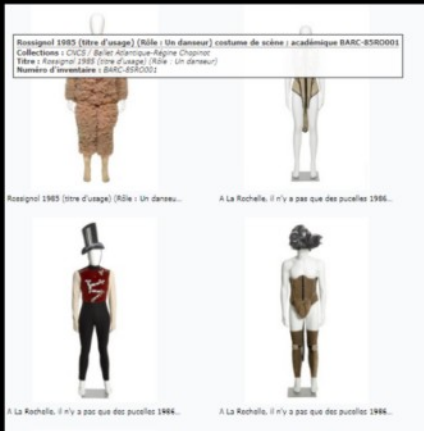 Rossignol 1985 (titre d'usage) (Rôle : Un danseur) costume de scène : académique BARC-85RO001
Collections : CNCS / Ballet Atlantique-Régine Chopinot
Titre : Rossignol 1985 (titre d'usage) (Rôle : Un danseur)
Numéro d'inventaire : BARC-85RO001
Rossignol 1985 (titre d'usage) (Rôle : Un danseu...
A La Rochelle, il n'y a pas que des pucelles 1986...
A La Rochelle, il n'y a pas que des pucelles 1986...
A La Rochelle, il n'y a pas que des pucelles 1986...